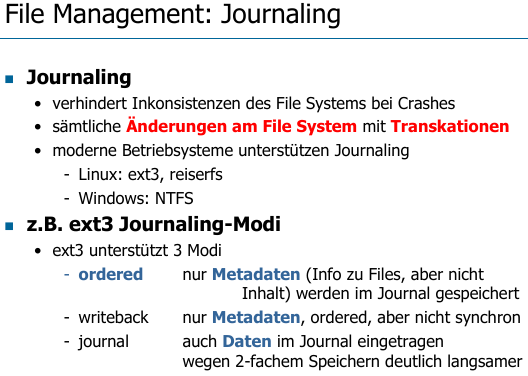 File Management: Journaling
Journaling
• verhindert Inkonsistenzen des File Systems bei Crashes
• sämtliche Änderungen am File System mit Transkationen
• moderne Betriebsysteme unterstützen Journaling
- Linux: ext3, reiserfs
- Windows: NTFS
z.B. ext3 Journaling-Modi
• ext3 unterstützt 3 Modi
- ordered nur Metadaten (Info zu Files, aber nicht
Inhalt) werden im Journal gespeichert
- writeback nur Metadaten, ordered, aber nicht synchron
- journal auch Daten im Journal eingetragen
wegen 2-fachem Speichern deutlich langsamer